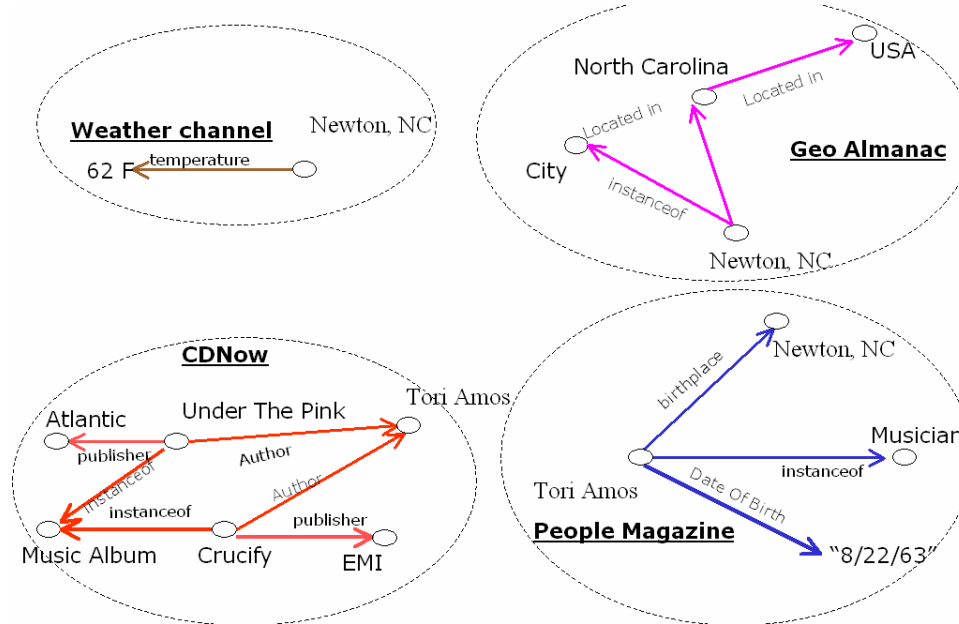 Weather channel
Newton, NC
62 F
temperature
USA
North Carolina
Located in
Located in
Geo Almanac
City
instanceof
Newton, NC
CDNow
Tori Amos
Atlantic
Under The Pink
publisher
Author
instanceof
Author
instanceof
publisher
Music Album
Crucify
EMI
Newton, NC
birthplace
Musician
instanceof
Tori Amos
Date Of Birth
People Magazine
“8/22/63”